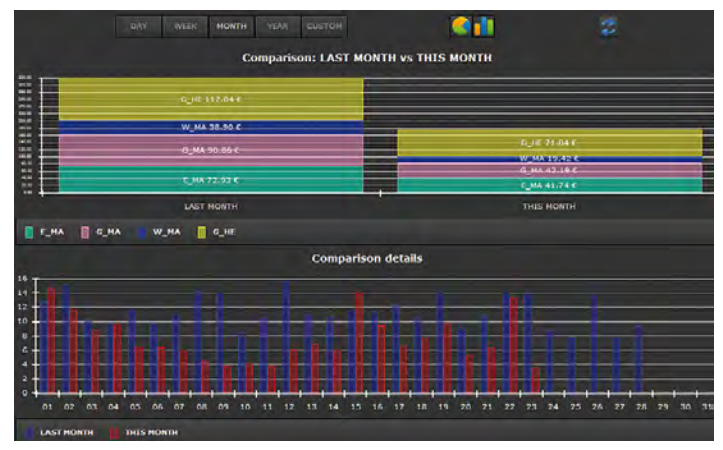 DAY WEEK MONTH YEAR CUSTOM
Comparison: LAST MONTH vs THIS MONTH
G_HE 117.04 €
W_MA 38.90 €
G_MA 90.86 €
E_MA 72.93 €
G_HE 71.04 €
W_MA 19.42 €
G_MA 43.19 €
E_MA 41.74 €
LAST MONTH THIS MONTH
E_MA G_MA W_MA G_HE
Comparison details
16
14
12
10
8
6
4
2
0
01 02 03 04 05 06 07 08 09 10 11 12 13 14 15 16 17 18 19 20 21 22 23 24 25 26 27 28 29 30 31
LAST MONTH THIS MONTH